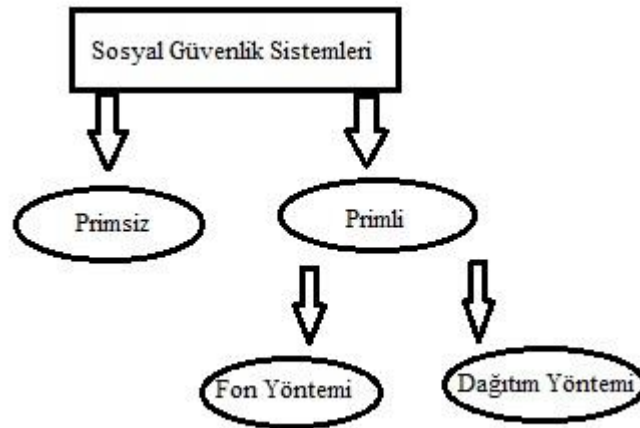 Sosyal Güvenlik Sistemleri
Primsiz
Primli
Fon Yöntemi
Dağıtım Yöntemi